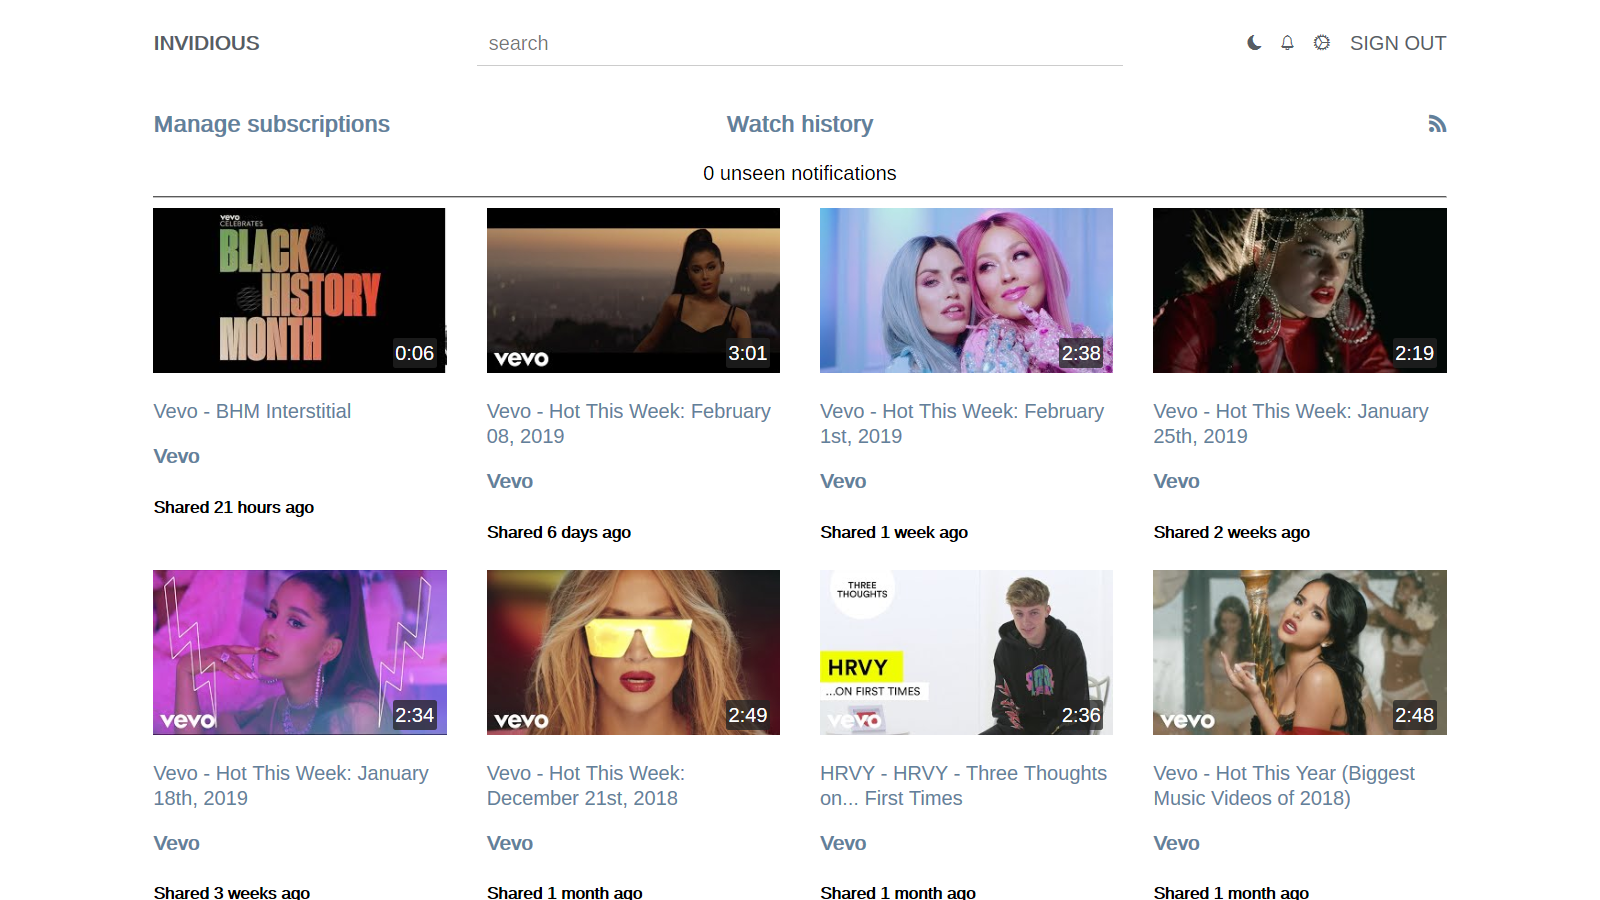 INVIDIOUS
search
SIGN OUT
Manage subscriptions
Watch history
0 unseen notifications
vevo
CELEBRATES
BLACK
HISTORY
MONTH
0:06
vevo
3:01
2:38
2:19
Vevo - BHM Interstitial
Vevo
Shared 21 hours ago
Vevo - Hot This Week: February
08, 2019
Vevo
Shared 6 days ago
Vevo - Hot This Week: February
1st, 2019
Vevo
Shared 1 week ago
Vevo - Hot This Week: January
25th, 2019
Vevo
Shared 2 weeks ago
vevo
2:34
vevo
2:49
THREE
THOUGHTS
HRVY
...ON FIRST TIMES
vevo
2:36
vevo
2:48
Vevo - Hot This Week: January
18th, 2019
Vevo
Shared 3 weeks ago
Vevo - Hot This Week:
December 21st, 2018
Vevo
Shared 1 month ago
HRVY - HRVY - Three Thoughts
on... First Times
Vevo
Shared 1 month ago
Vevo - Hot This Year (Biggest
Music Videos of 2018)
Vevo
Shared 1 month ago